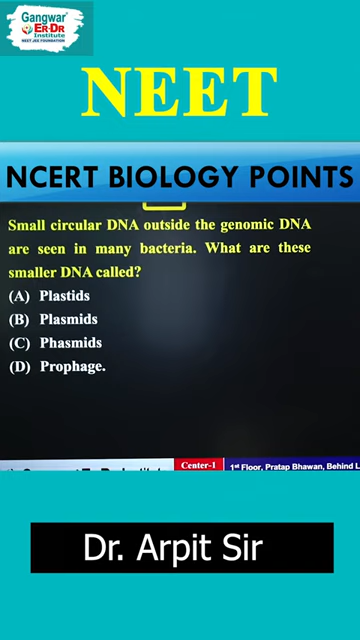 Gangwar
ER-DR
Institute
NEET JEE FOUNDATION
NEET
NCERT BIOLOGY POINTS
Small circular DNA outside the genomic DNA
are seen in many bacteria. What are these
smaller DNA called?
(A) Plastids
(B) Plasmids
(C) Phasmids
(D) Prophage.
Center-1
1st Floor, Pratap Bhawan, Behind L
Dr. Arpit Sir